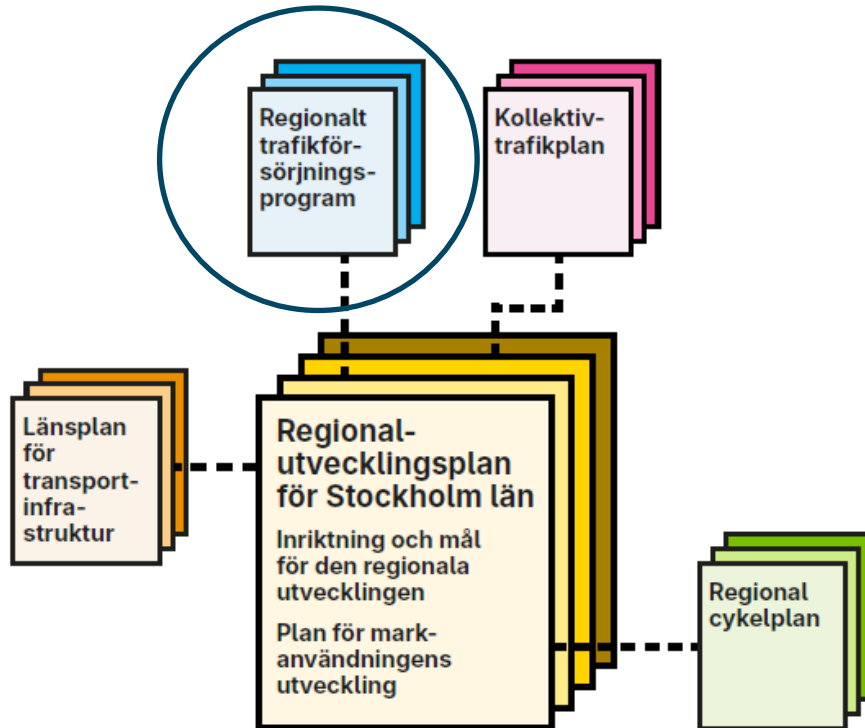 Regionalt
trafikför-
sörjnings-
program
Kollektiv-
trafikplan
Länsplan
för
transport-
infra-
struktur
Regional-
utvecklingsplan
för Stockholm län
Inriktning och mål
för den regionala
utvecklingen
Plan för mark-
användningens
utveckling
Regional
cykelplan